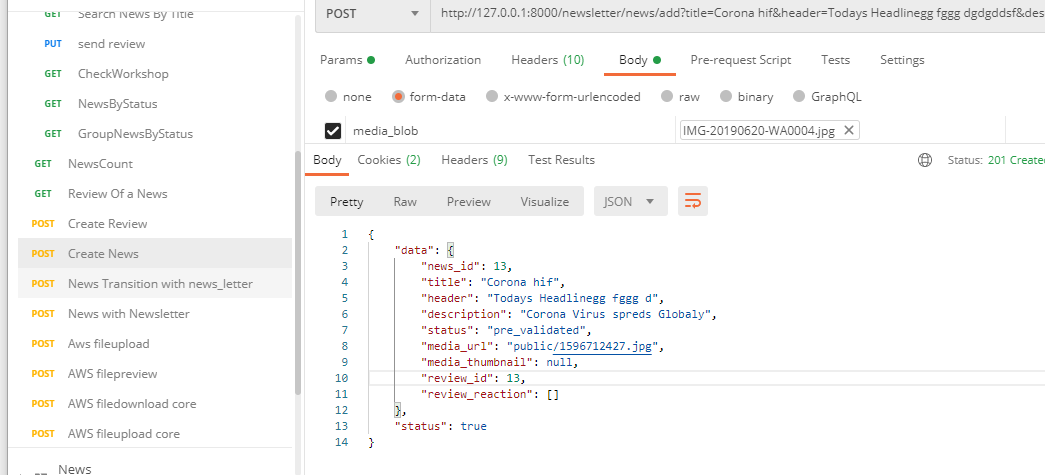 GET Search News By Title
PUT send review
GET CheckWorkshop
GET NewsByStatus
GET GroupNewsByStatus
GET NewsCount
GET Review Of a News
POST Create Review
POST Create News
POST News Transition with news_letter
POST News with Newsletter
POST Aws fileupload
POST AWS filepreview
POST AWS filedownload core
POST AWS fileupload core
News
POST http://127.0.0.1:8000/newsletter/news/add?title=Corona hif&header=Todays Headlinegg fggg dgdgddsf&des
Params Authorization Headers (10) Body Pre-request Script Tests Settings
none form-data x-www-form-urlencoded raw binary GraphQL
media_blob IMG-20190620-WA0004.jpg
Body Cookies (2) Headers (9) Test Results Status: 201 Create
Pretty Raw Preview Visualize JSON
1 {
2 "data": {
3 "news_id": 13,
4 "title": "Corona hif",
5 "header": "Todays Headlinegg fggg d",
6 "description": "Corona Virus spreds Globaly",
7 "status": "pre_validated",
8 "media_url": "public/1596712427.jpg",
9 "media_thumbnail": null,
10 "review_id": 13,
11 "review_reaction": []
12 },
13 "status": true
14 }